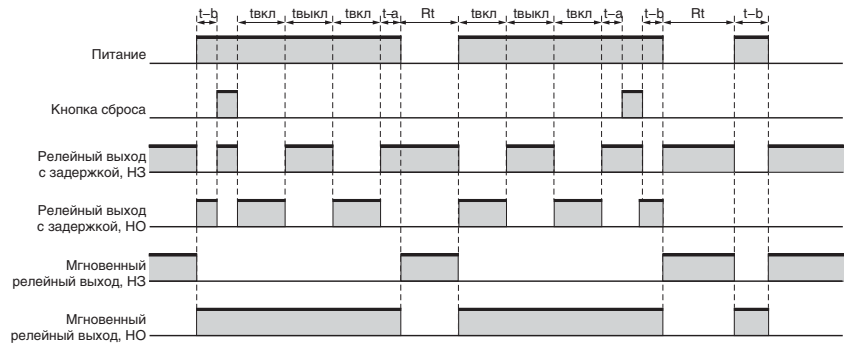 t–b tвкл tвыкл tвкл t–a Rt tвкл tвыкл tвкл t–a t–b Rt t–b
Питание
Кнопка сброса
Релейный выход
с задержкой, НЗ
Релейный выход
с задержкой, НО
Мгновенный
релейный выход, НЗ
Мгновенный
релейный выход, НО